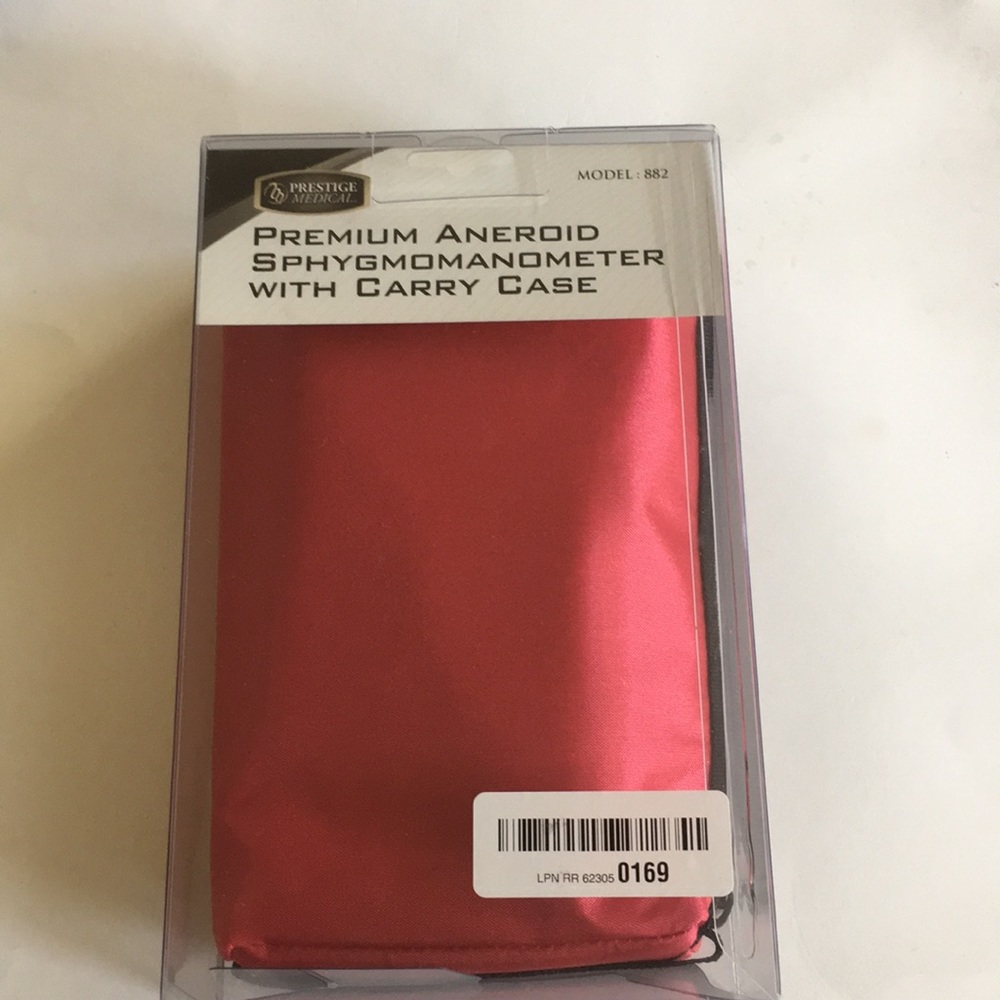 PRESTIGE
MEDICAL
MODEL : 882
PREMIUM ANEROID
SPHYGMOMANOMETER
WITH CARRY CASE
LPN RR 62305 0169